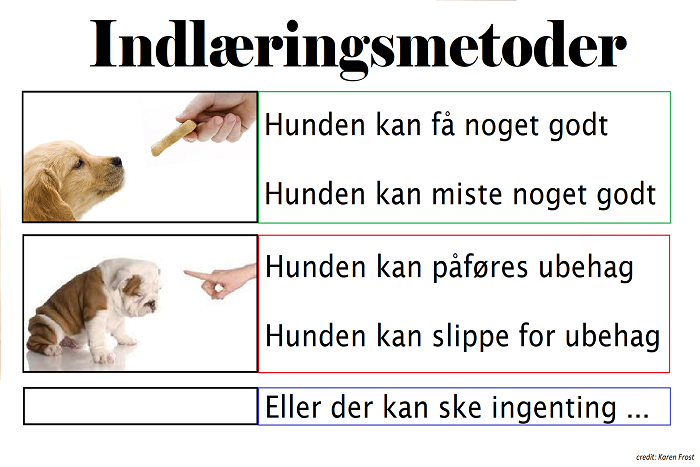 Indlæringsmetoder
Hunden kan få noget godt
Hunden kan miste noget godt
Hunden kan påføres ubehag
Hunden kan slippe for ubehag
Eller der kan ske ingenting ...
credit: Karen Frost